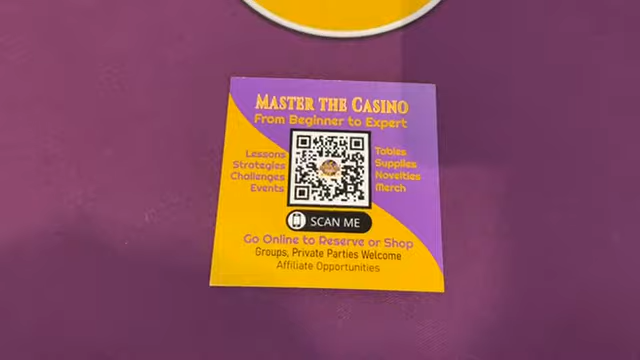 MASTER THE CASINO
From Beginner to Expert
Lessons
Strategies
Challenges
Events
Tables
Supplies
Novelties
Merch
SCAN ME
Go Online to Reserve or Shop
Groups, Private Parties Welcome
Affiliate Opportunities